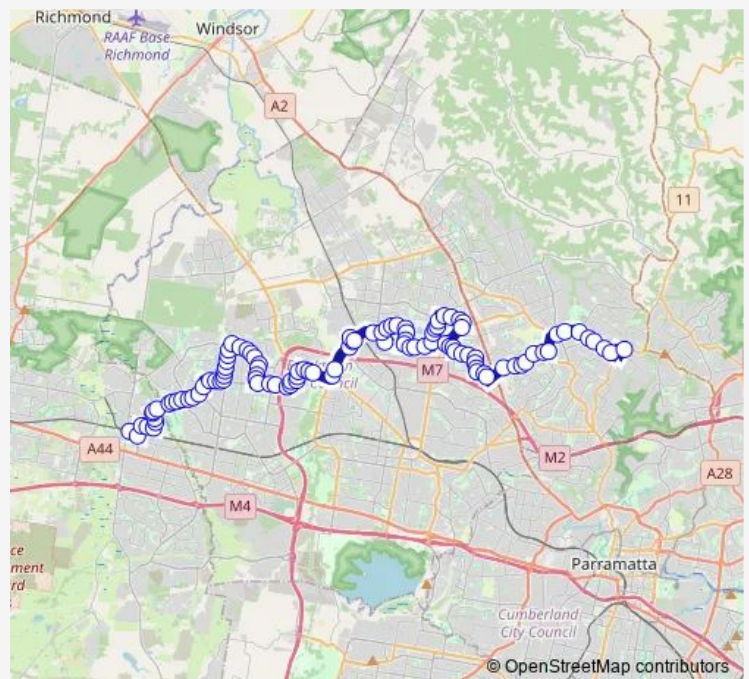 Richmond
Windsor
RAAF Base
Richmond
A2
11
M7
A44
M2
A28
M4
Parramatta
Cumberland
City Council
© OpenStreetMap contributors